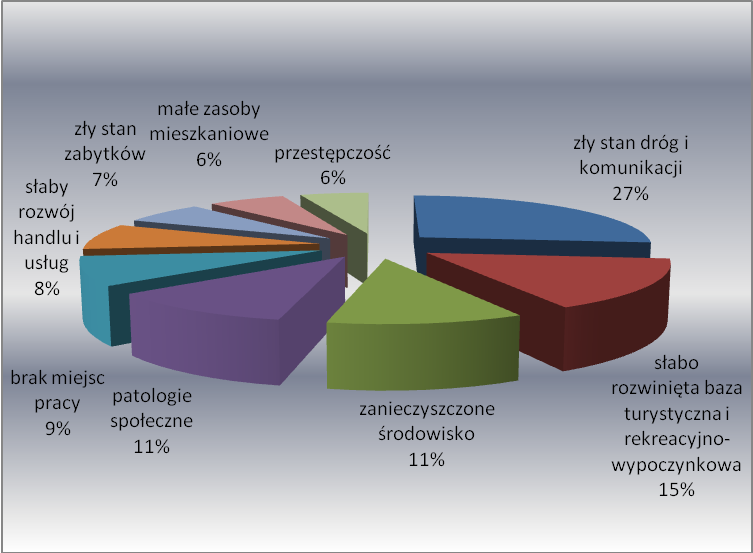 małe zasoby
mieszkaniowe
6%
zły stan
zabytków
7%
przestępczość
6%
zły stan dróg i
komunikacji
27%
słaby
rozwój
handlu i
usług
8%
brak miejsc
pracy
9%
patologie
społeczne
11%
zanieczyszczone
środowisko
11%
słabo
rozwinięta baza
turystyczna i
rekreacyjno-
wypoczynkowa
15%